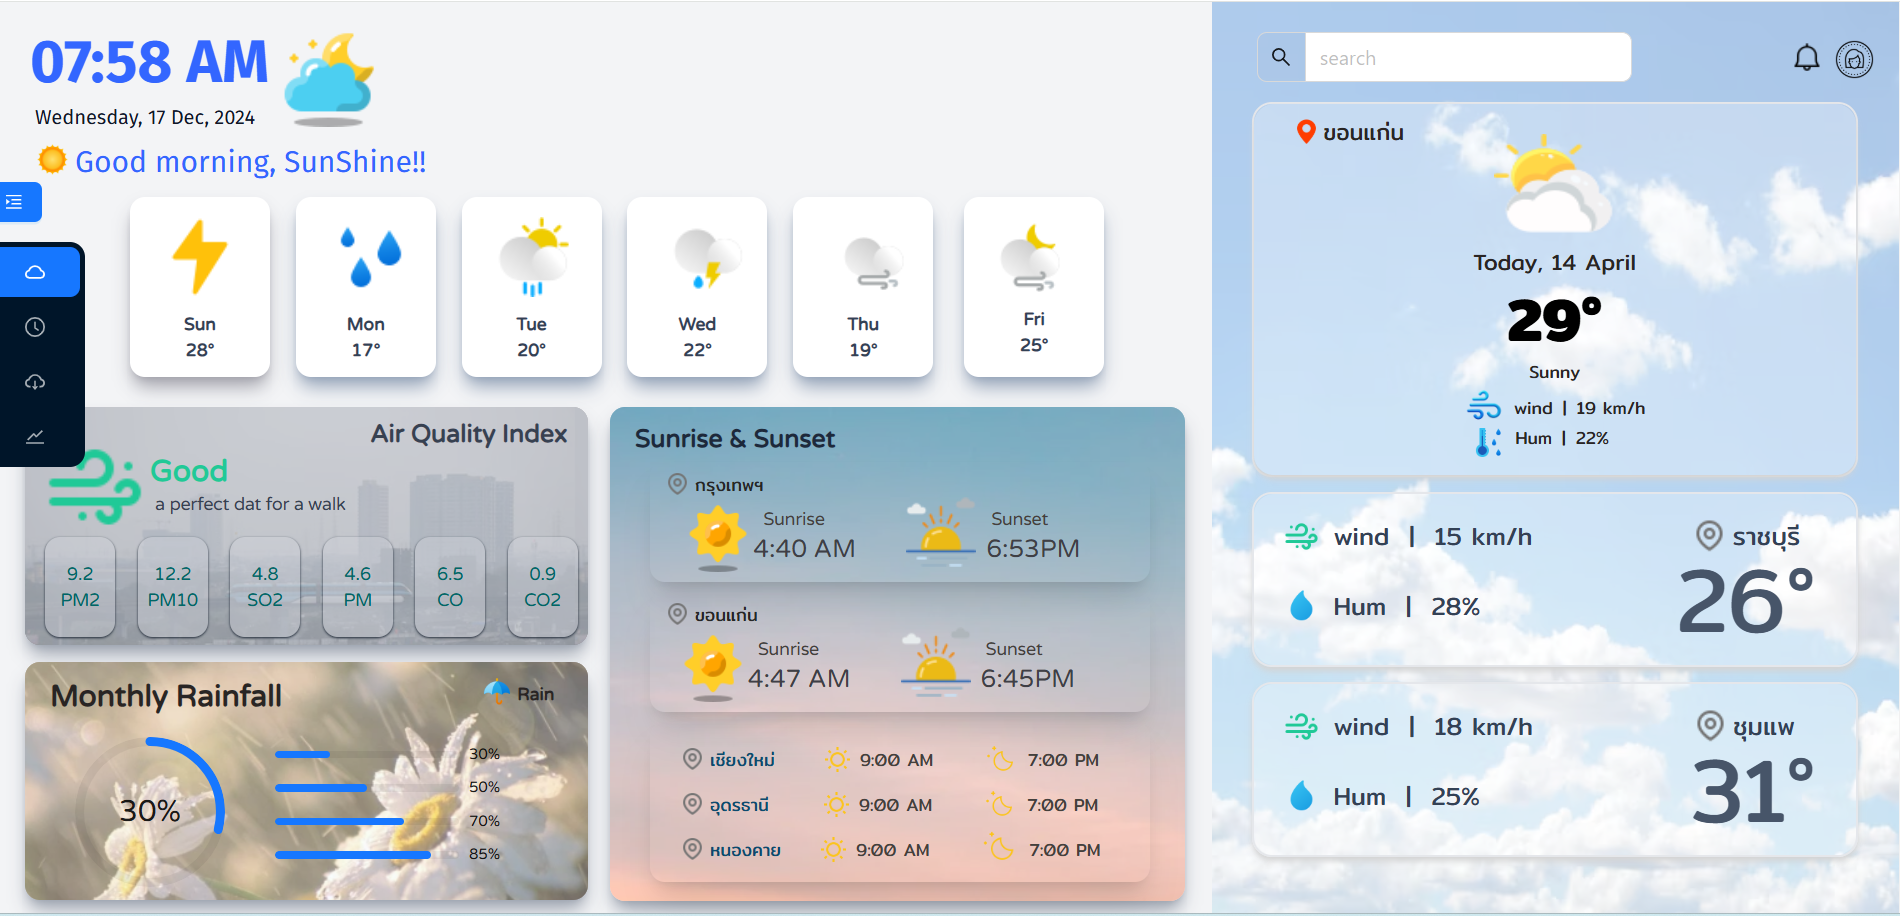 07:58 AM
Wednesday, 17 Dec, 2024
Good morning, SunShine!!
Sun
28°
Mon
17°
Tue
20°
Wed
22°
Thu
19°
Fri
25°
Air Quality Index
Good
a perfect dat for a walk
9.2
PM2
12.2
PM10
4.8
SO2
4.6
PM
6.5
CO
0.9
CO2
Monthly Rainfall
Rain
30%
30%
50%
70%
85%
Sunrise & Sunset
กรุงเทพฯ
Sunrise
4:40 AM
Sunset
6:53PM
ขอนแก่น
Sunrise
4:47 AM
Sunset
6:45PM
เชียงใหม่ 9:00 AM 7:00 PM
อุดรธานี 9:00 AM 7:00 PM
หนองคาย 9:00 AM 7:00 PM
search
ขอนแก่น
Today, 14 April
29°
Sunny
wind | 19 km/h
Hum | 22%
wind | 15 km/h
Hum | 28%
ราชบุรี
26°
wind | 18 km/h
Hum | 25%
ชุมแพ
31°